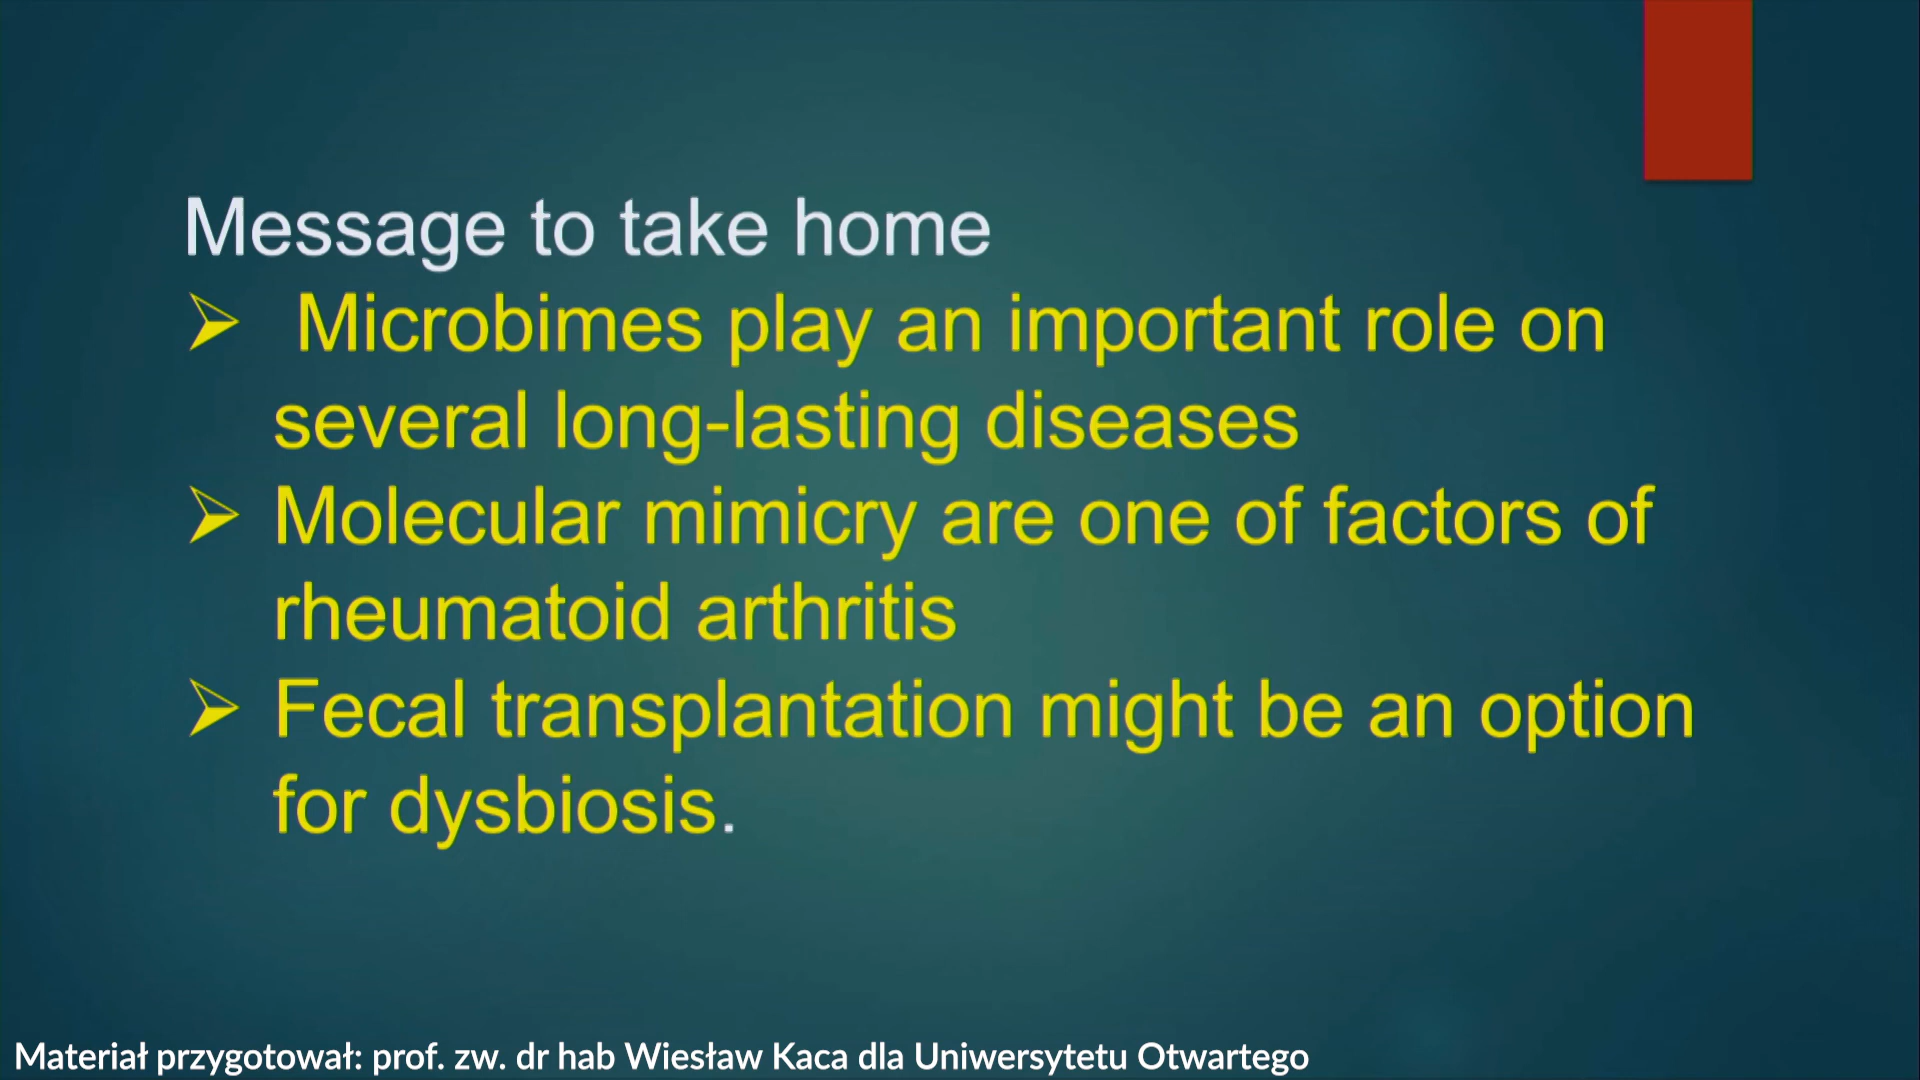 Message to take home
➢ Microbimes play an important role on
several long-lasting diseases
➢ Molecular mimicry are one of factors of
rheumatoid arthritis
➢ Fecal transplantation might be an option
for dysbiosis.
Materiał przygotował: prof. zw. dr hab Wiesław Kaca dla Uniwersytetu Otwartego